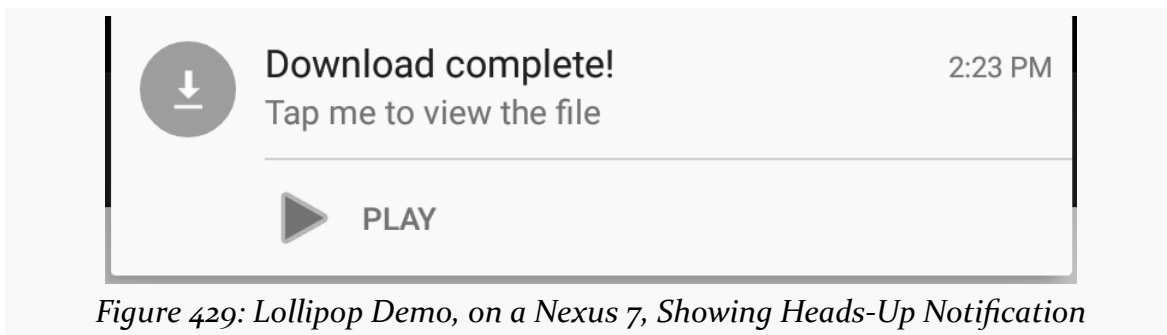 Download complete! 2:23 PM
Tap me to view the file
PLAY
Figure 429: Lollipop Demo, on a Nexus 7, Showing Heads-Up Notification